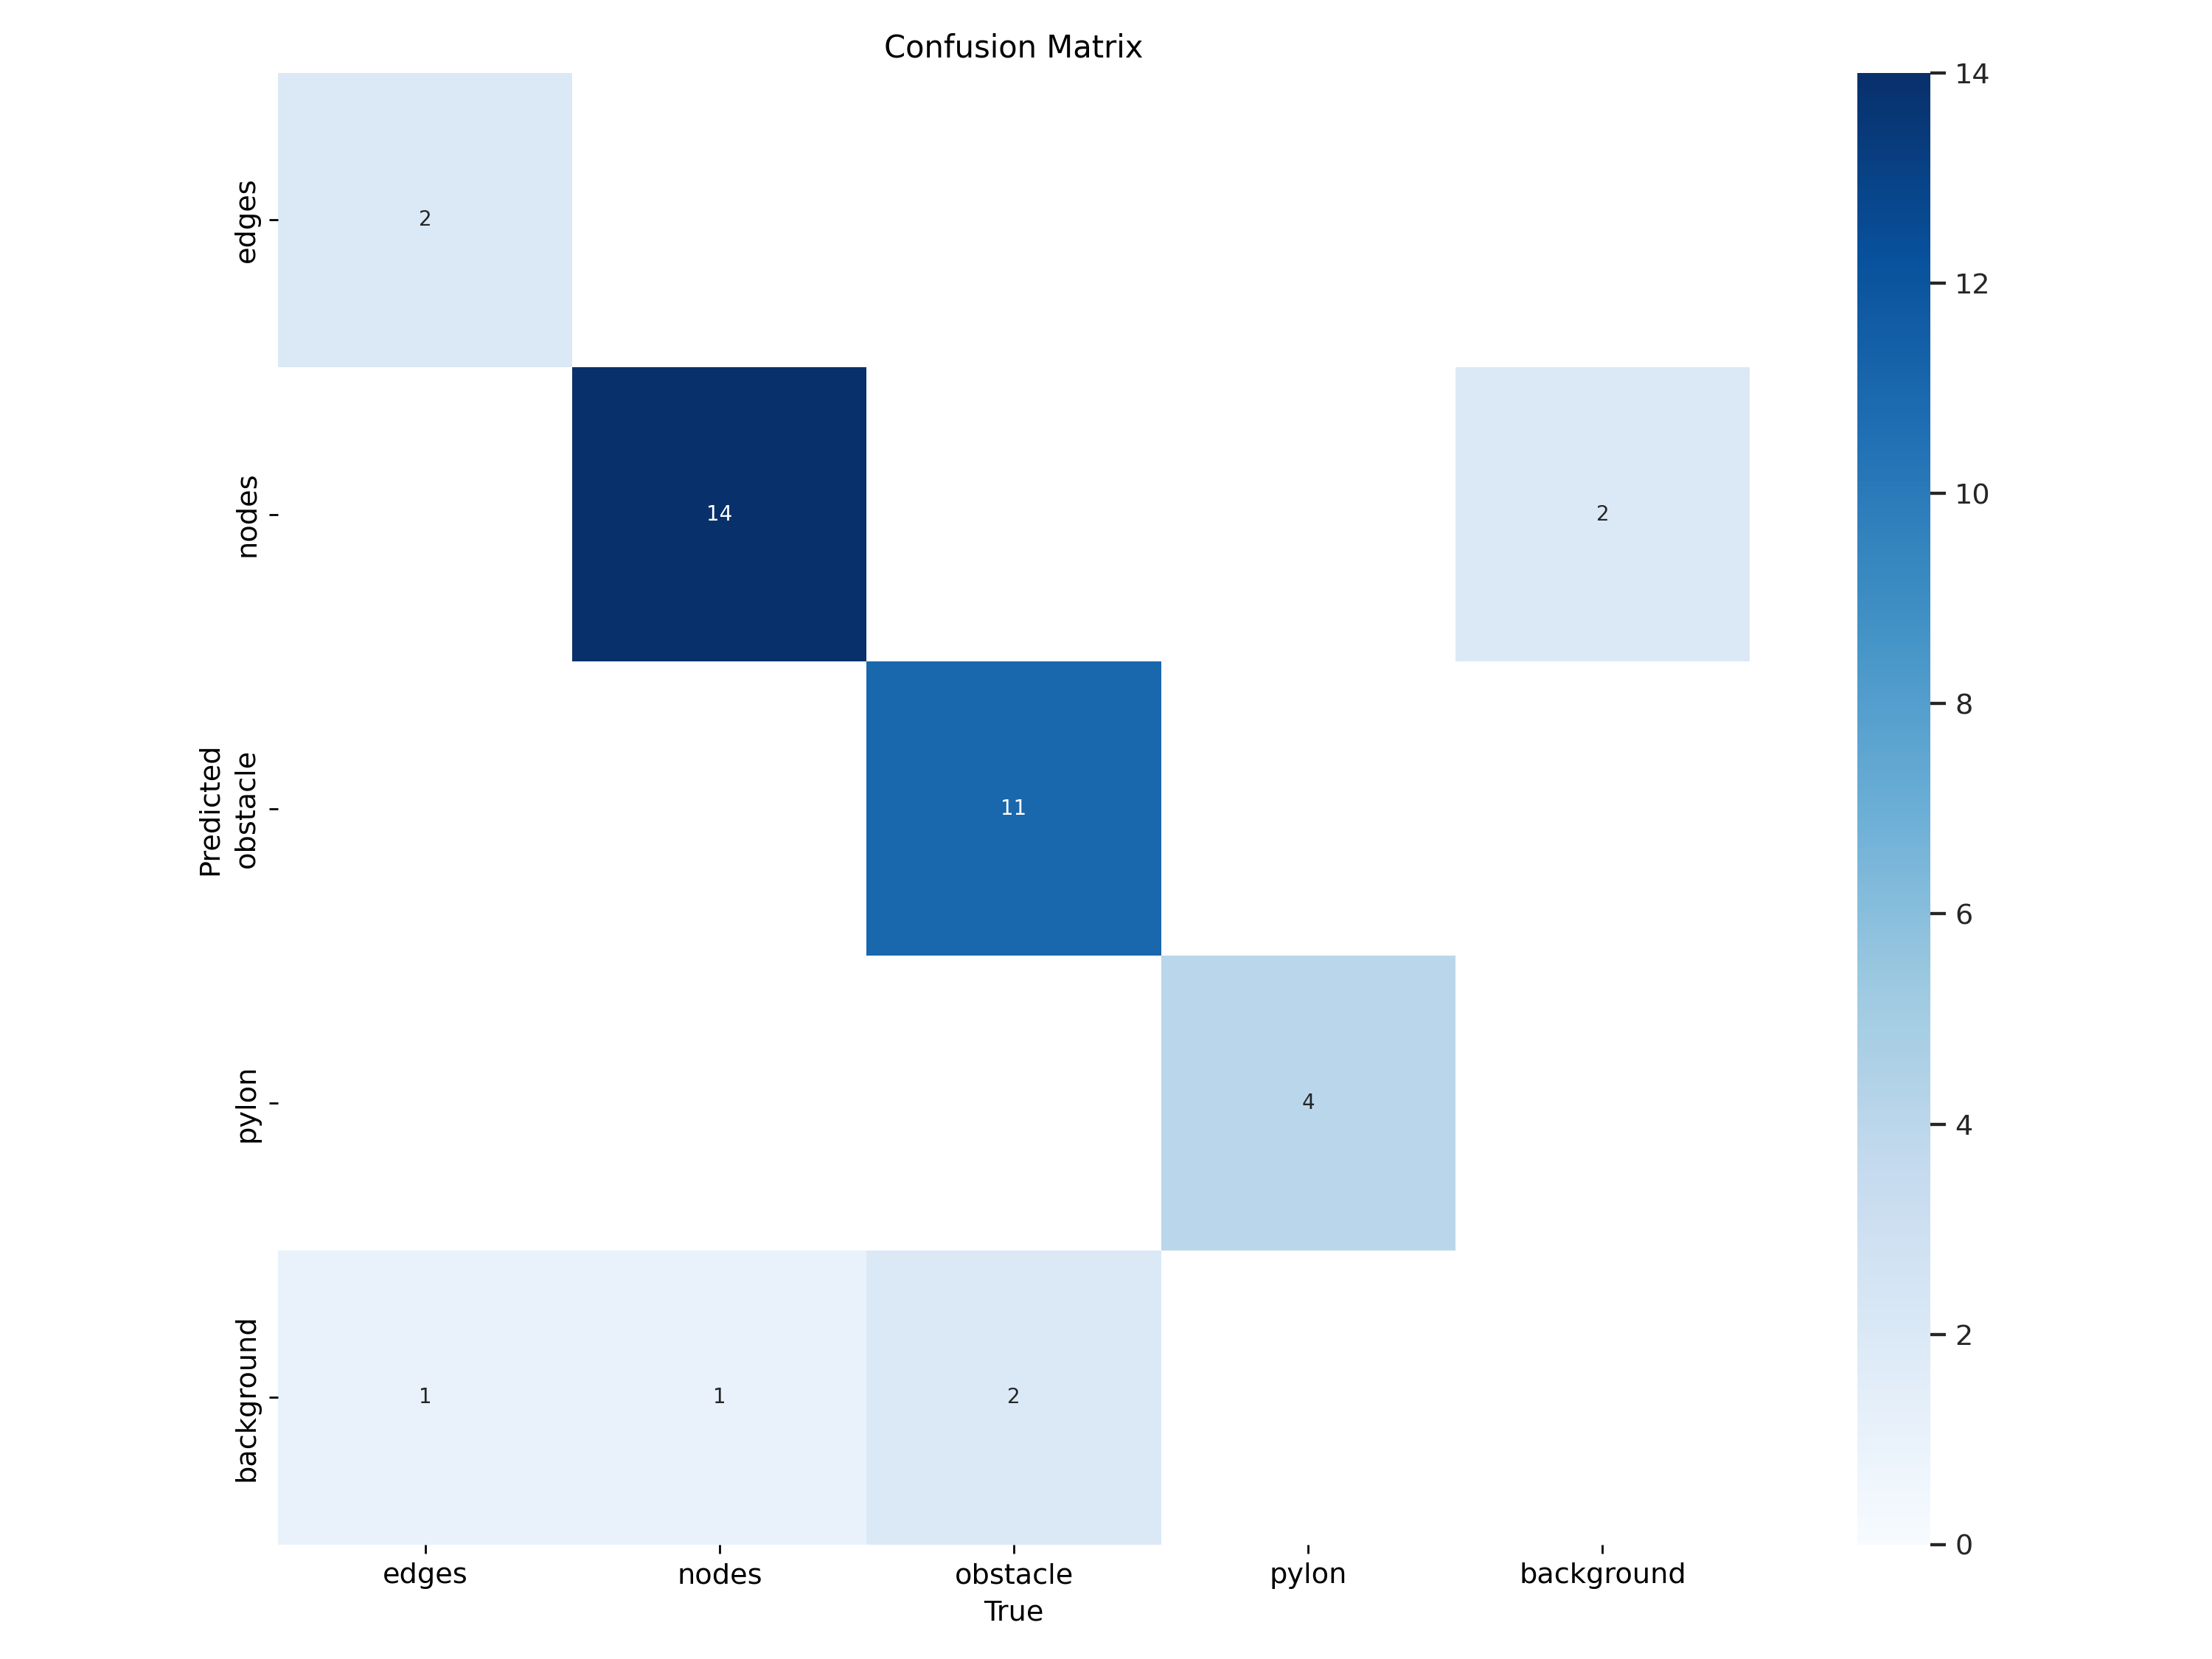 Confusion Matrix
edges
2
nodes
14
2
Predicted
obstacle
11
pylon
4
background
1
1
2
edges
nodes
obstacle
pylon
background
True
14
12
10
8
6
4
2
0